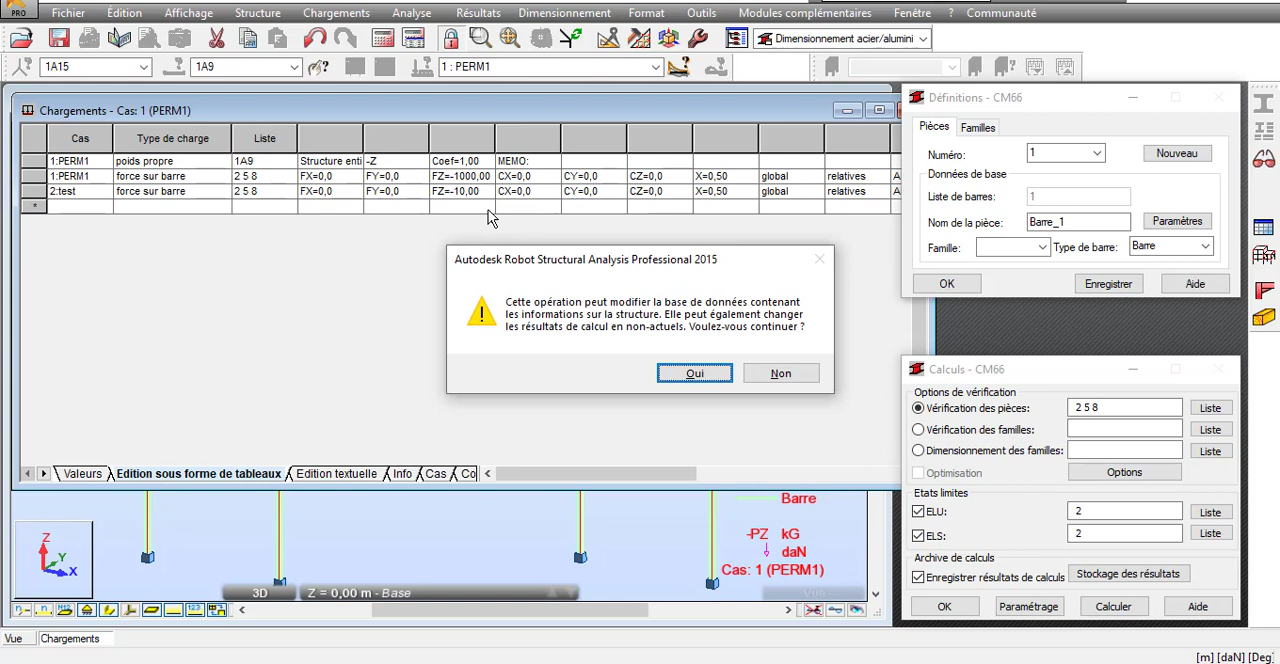 PRO
Fichier Édition Affichage Structure Chargements Analyse Résultats Dimensionnement Format Outils Modules complémentaires Fenêtre Communauté
Dimensionnement acier/alumini
1A15 1A9 1 : PERM1
Chargements - Cas: 1 (PERM1)
Cas Type de charge Liste
1:PERM1 poids propre 1A9 Structure enti -Z Coef=1,00 MEMO:
1:PERM1 force sur barre 2 5 8 FX=0,0 FY=0,0 FZ=-1000,00 CX=0,0 CY=0,0 CZ=0,0 X=0,50 global relatives A
2:test force sur barre 2 5 8 FX=0,0 FY=0,0 FZ=-10,00 CX=0,0 CY=0,0 CZ=0,0 X=0,50 global relatives A
*
Autodesk Robot Structural Analysis Professional 2015
Cette opération peut modifier la base de données contenant
les informations sur la structure. Elle peut également changer
les résultats de calcul en non-actuels. Voulez-vous continuer ?
Oui Non
Valeurs Edition sous forme de tableaux Edition textuelle Info Cas Co
Définitions - CM66
Pièces Familles
Numéro: 1 Nouveau
Données de base
Liste de barres: 1
Nom de la pièce: Barre_1 Paramètres
Famille: Type de barre: Barre
OK Enregistrer Aide
Calculs - CM66
Options de vérification
Vérification des pièces: 2 5 8 Liste
Vérification des familles: Liste
Dimensionnement des familles: Liste
Optimisation Options
Etats limites
ELU: 2 Liste
ELS: 2 Liste
Archive de calculs
Enregistrer résultats de calculs Stockage des résultats
OK Paramétrage Calculer Aide
Barre
-PZ kG
daN
Cas: 1 (PERM1)
Z
Y
X
3D Z = 0,00 m - Base Vue
Vue Chargements
[m] [daN] [Deg]